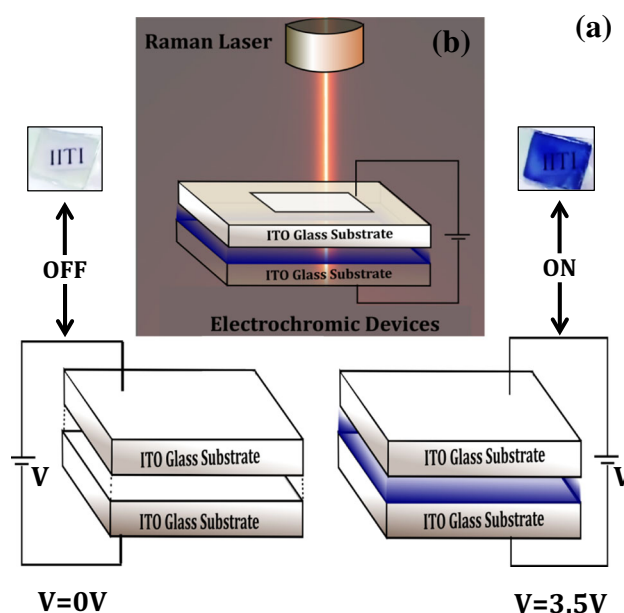 (a)
Raman Laser
(b)
IITI
IITI
ITO Glass Substrate
ITO Glass Substrate
OFF
ON
Electrochromic Devices
ITO Glass Substrate
ITO Glass Substrate
V
V
ITO Glass Substrate
ITO Glass Substrate
V=0V
V=3.5V